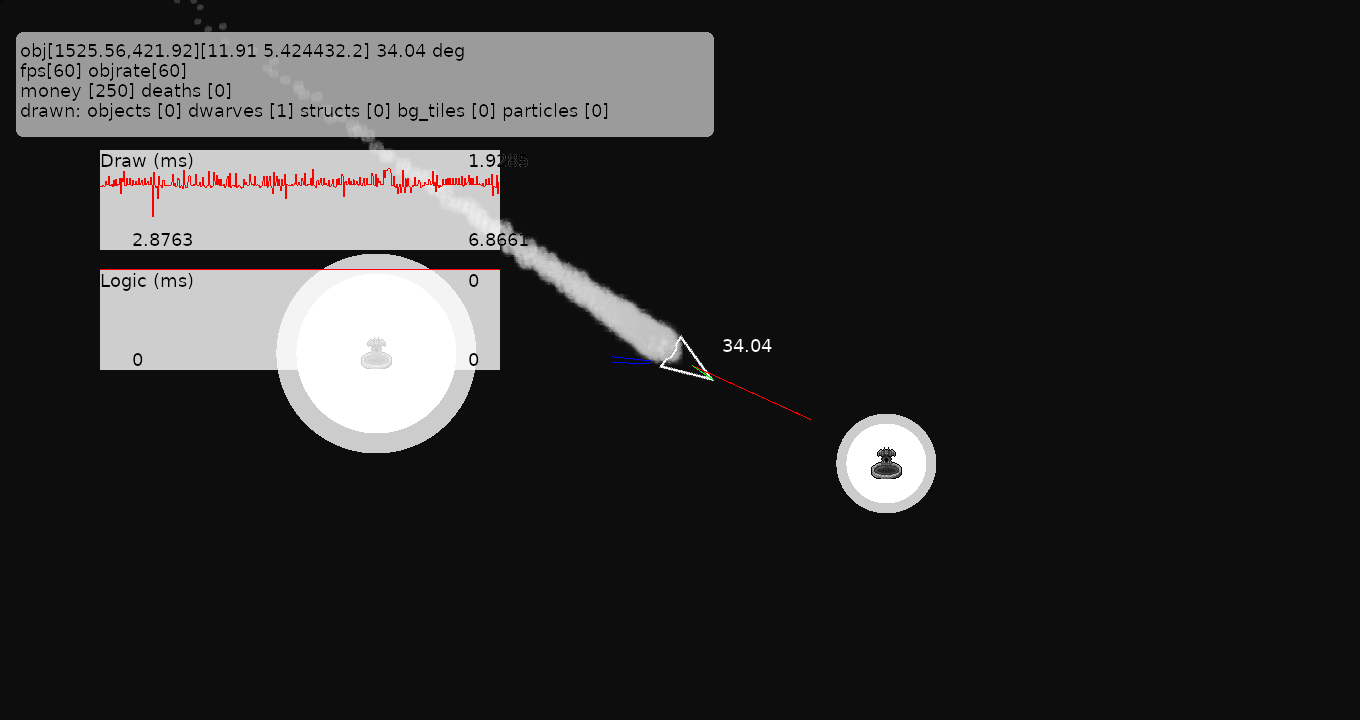 obj[1525.56,421.92][11.91 5.424432.2] 34.04 deg
fps[60] objrate[60]
money [250] deaths [0]
drawn: objects [0] dwarves [1] structs [0] bg_tiles [0] particles [0]
Draw (ms) 1.9285
2.8763 6.8661
Logic (ms) 0
34.04
0 0